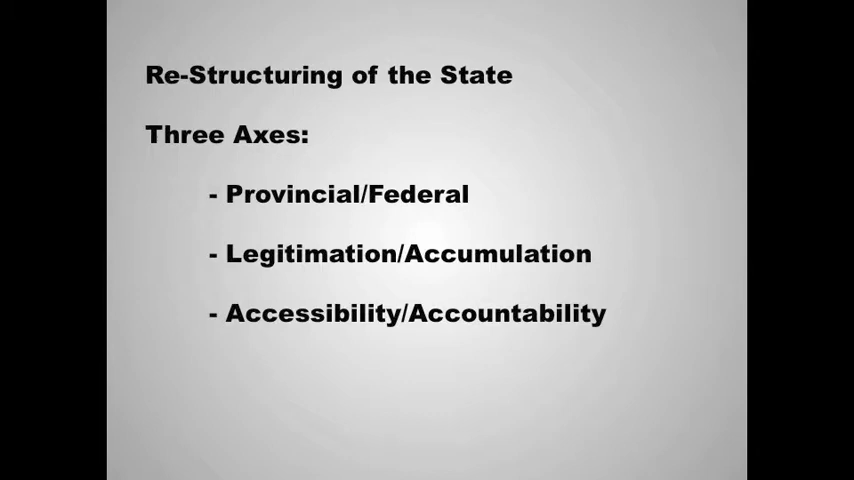 Re-Structuring of the State
Three Axes:
- Provincial/Federal
- Legitimation/Accumulation
- Accessibility/Accountability